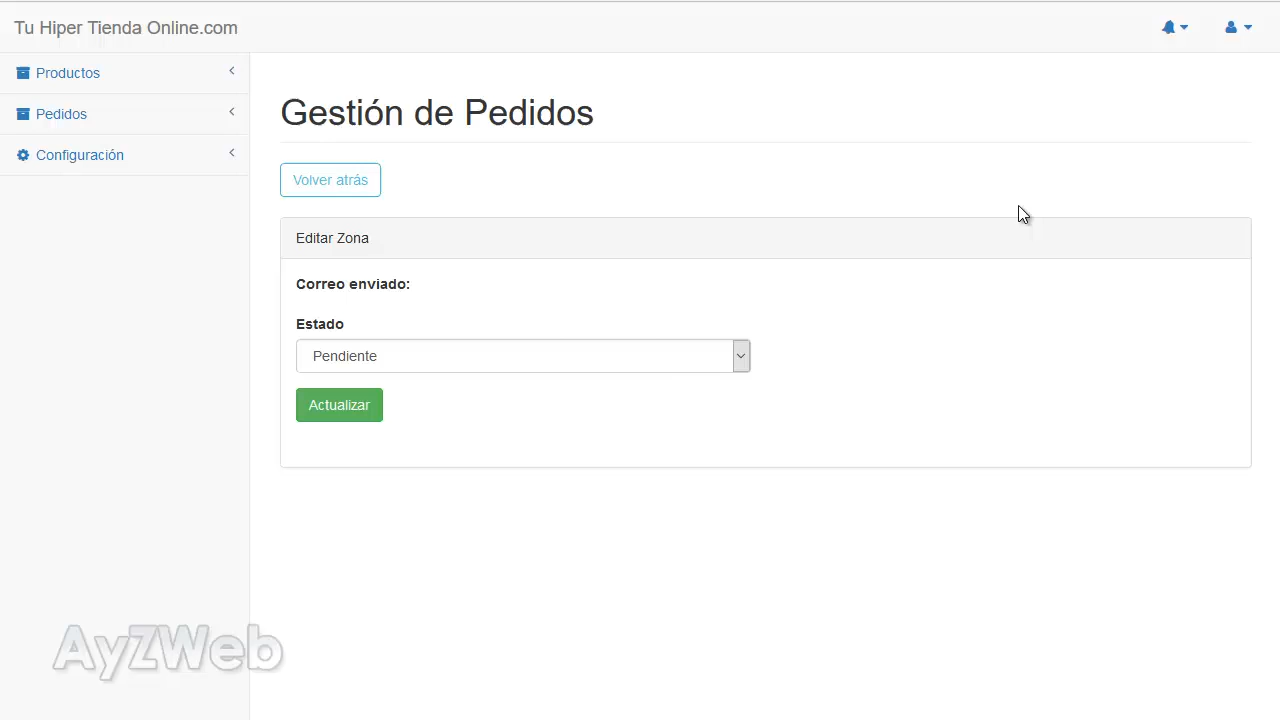 Tu Hiper Tienda Online.com
Productos
Pedidos
Configuración
Gestión de Pedidos
Volver atrás
Editar Zona
Correo enviado:
Estado
Pendiente
Actualizar
AyZWeb